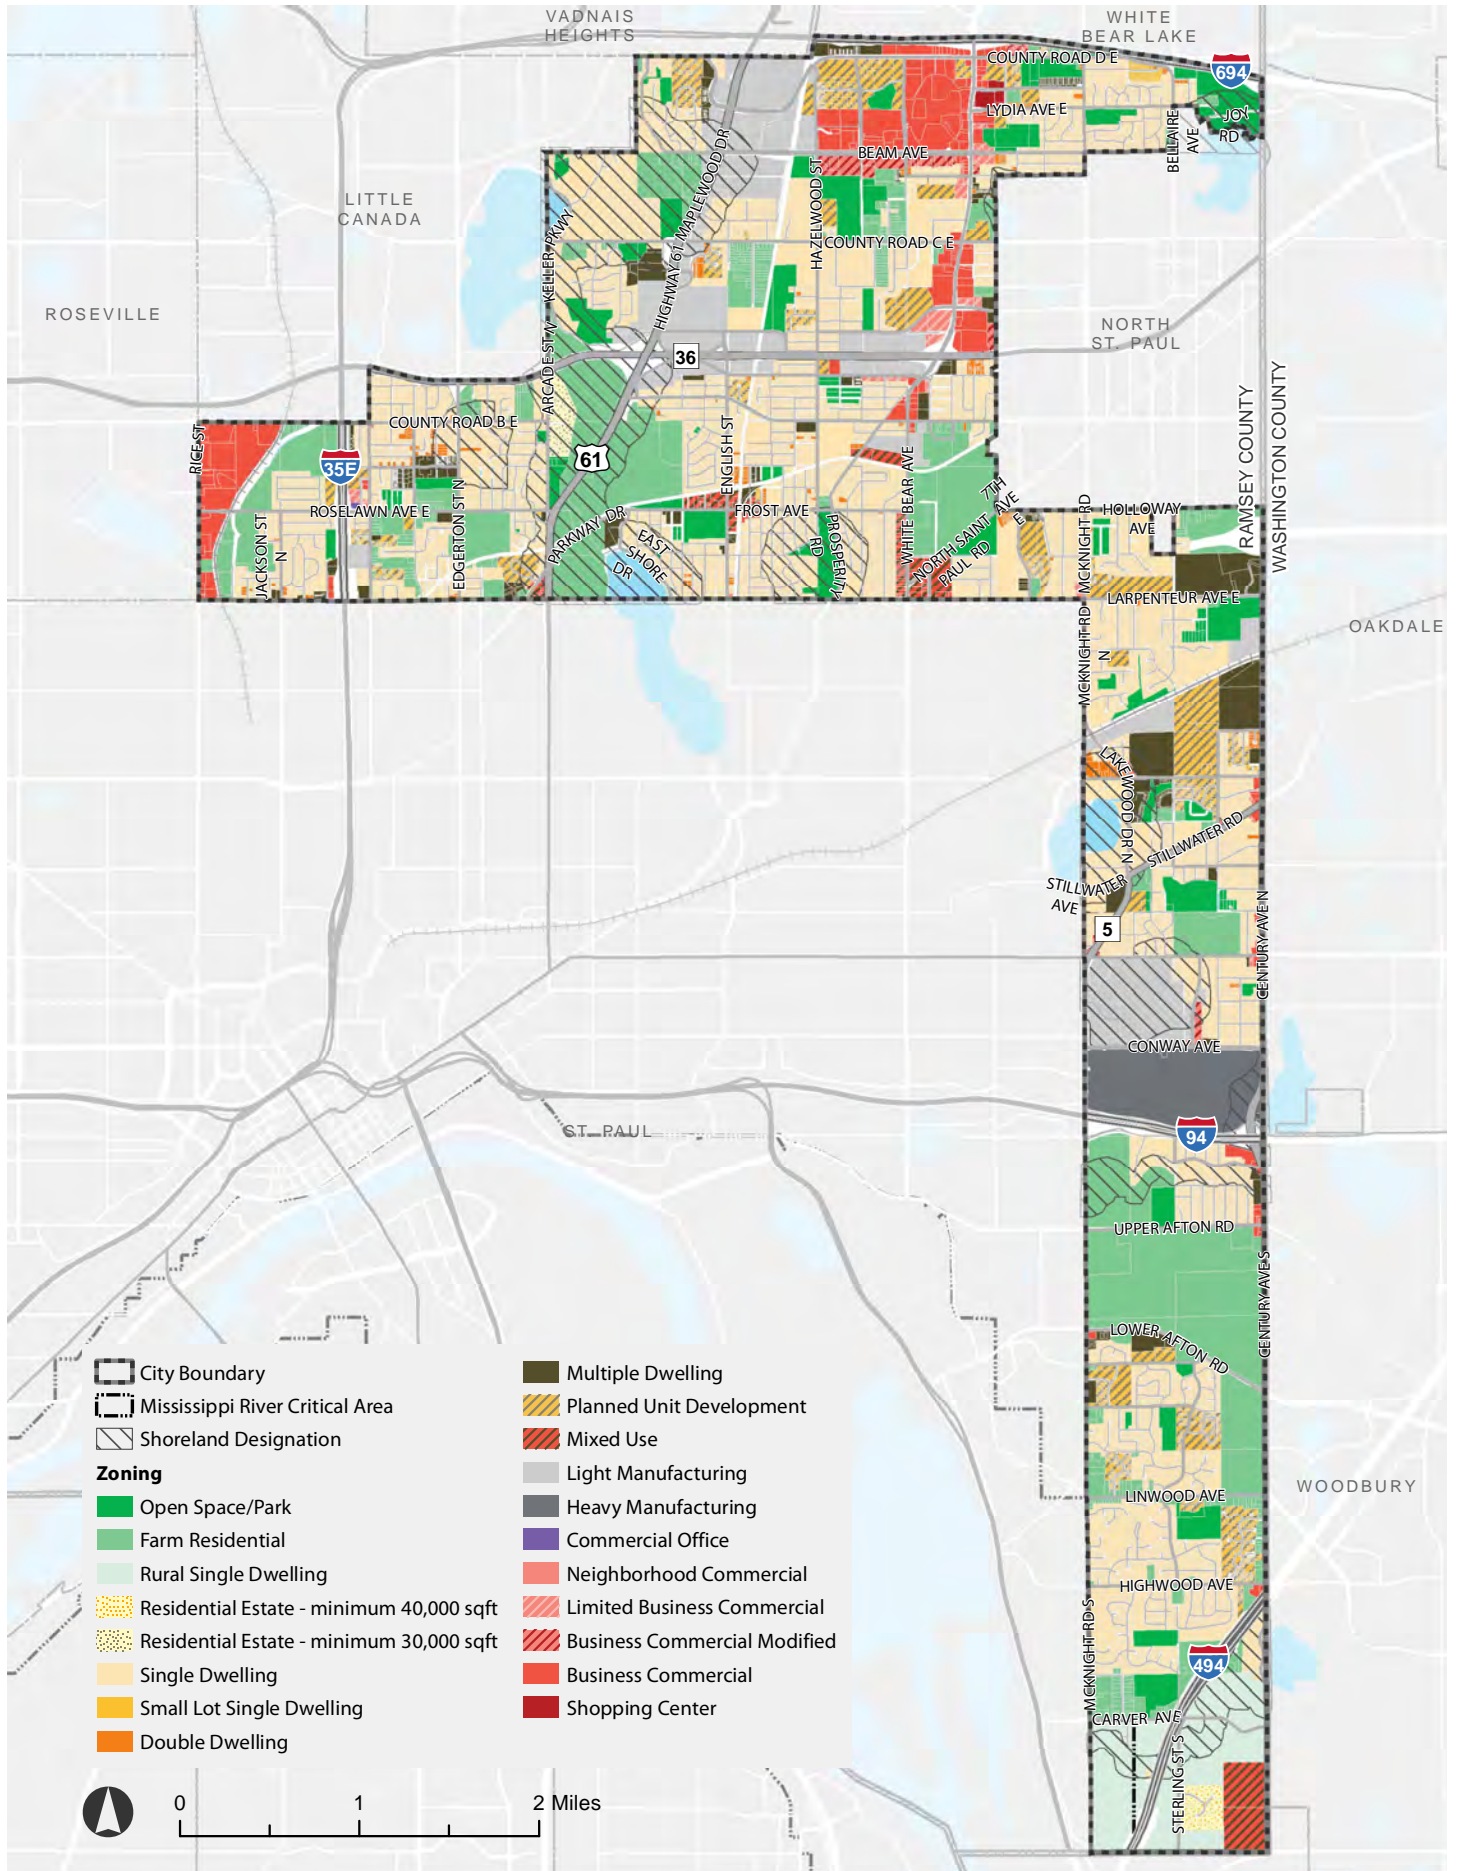 VADNAIS
HEIGHTS
WHITE
BEAR LAKE
COUNTY ROAD D E
694
LYDIA AVE E
JOY
RD
BELLAIRE
AVE
BEAM AVE
LITTLE
CANADA
HIGHWAY 61 MAPLEWOOD DR
HAZELWOOD ST
KELLER PKWY
COUNTY ROAD C E
ROSEVILLE
NORTH
ST. PAUL
36
ARCADE ST N
RAMSEY COUNTY
WASHINGTON COUNTY
COUNTY ROAD B E
RICE ST
35E
61
ENGLISH ST
WHITE BEAR AVE
7TH
AVE
E
ROSELAWN AVE E
EDGERTON ST N
JACKSON ST
N
PARKWAY DR
FROST AVE
EAST
SHORE
DR
PROSPERITY
RD
NORTH SAINT
PAUL RD
MCKNIGHT RD
HOLLOWAY
AVE
LARPENTEUR AVE E
OAKDALE
MCKNIGHT RD
N
LAKEWOOD DR N
STILLWATER RD
STILLWATER
AVE
5
CENTURY AVE N
CONWAY AVE
94
ST. PAUL
UPPER AFTON RD
CENTURY AVE S
LOWER AFTON RD
LINWOOD AVE
WOODBURY
HIGHWOOD AVE
MCKNIGHT RD S
494
CARVER AVE
STERLING ST S
City Boundary
Mississippi River Critical Area
Shoreland Designation
Zoning
Open Space/Park
Farm Residential
Rural Single Dwelling
Residential Estate - minimum 40,000 sqft
Residential Estate - minimum 30,000 sqft
Single Dwelling
Small Lot Single Dwelling
Double Dwelling
Multiple Dwelling
Planned Unit Development
Mixed Use
Light Manufacturing
Heavy Manufacturing
Commercial Office
Neighborhood Commercial
Limited Business Commercial
Business Commercial Modified
Business Commercial
Shopping Center
0 1 2 Miles